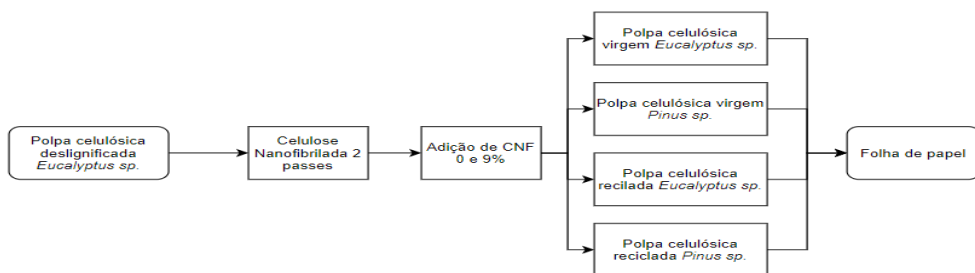 Polpa celulósica
deslignificada
Eucalyptus sp.
Celulose
Nanofibrilada 2
passes
Adição de CNF
0 e 9%
Polpa celulósica
virgem Eucalyptus sp.
Polpa celulósica virgem
Pinus sp.
Polpa celulósica
recilada Eucalyptus sp.
Polpa celulósica
reciclada Pinus sp.
Folha de papel